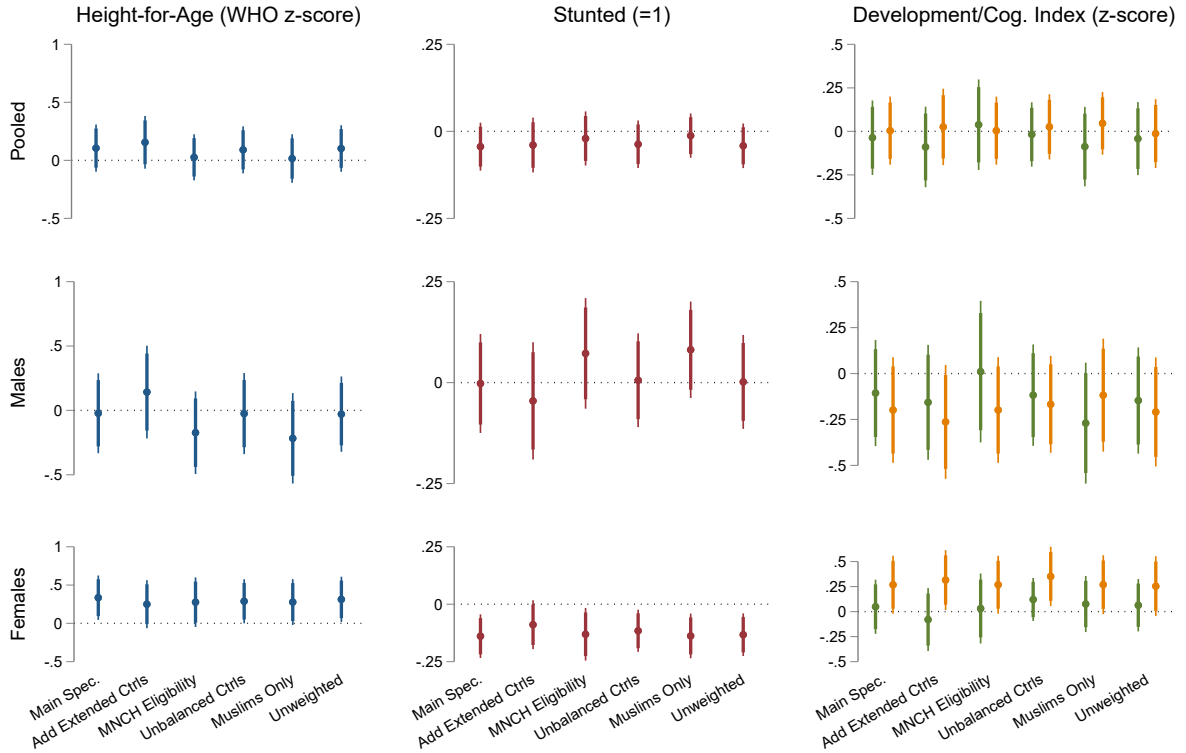 Height-for-Age (WHO z-score)
Stunted (=1)
Development/Cog. Index (z-score)
Pooled
1
.5
0
-.5
.25
0
-.25
.5
.25
0
-.25
-.5
Males
1
.5
0
-.5
.25
0
-.25
.5
.25
0
-.25
-.5
Females
1
.5
0
-.5
.25
0
-.25
.5
.25
0
-.25
-.5
Main Spec.
Add Extended Ctrls
MNCH Eligibility
Unbalanced Ctrls
Muslims Only
Unweighted
Main Spec.
Add Extended Ctrls
MNCH Eligibility
Unbalanced Ctrls
Muslims Only
Unweighted
Main Spec.
Add Extended Ctrls
MNCH Eligibility
Unbalanced Ctrls
Muslims Only
Unweighted